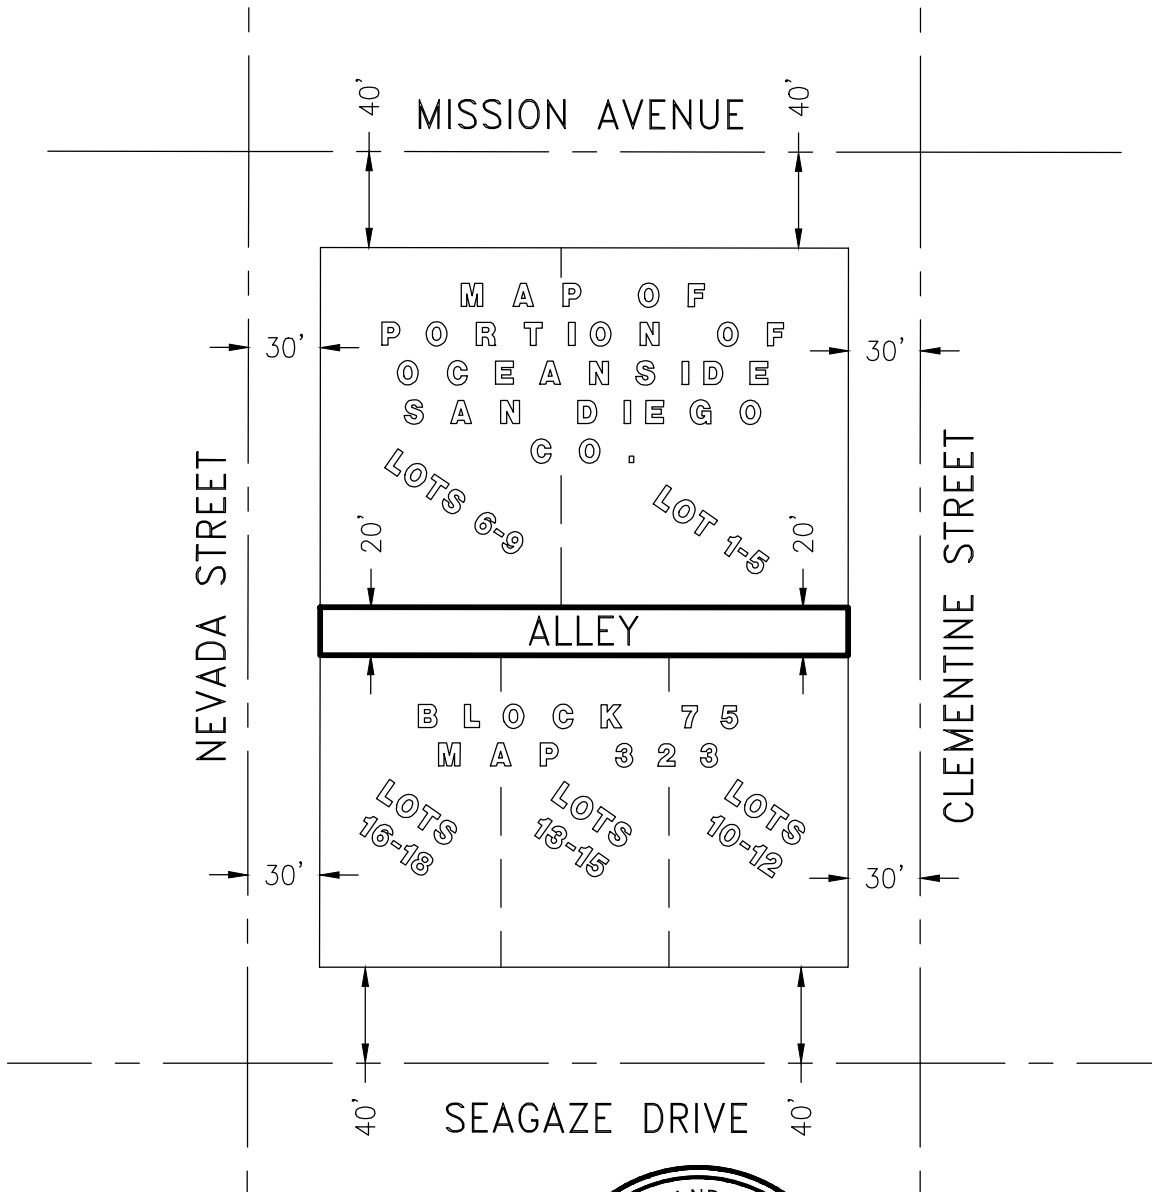 40'
MISSION AVENUE
40'
MAP OF
PORTION OF
OCEANSIDE
SAN DIEGO
CO.
30'
30'
LOTS 6-9
LOT 1-5
NEVADA STREET
CLEMENTINE STREET
20'
20'
ALLEY
BLOCK 75
MAP 323
LOTS
16-18
LOTS
13-15
LOTS
10-12
30'
30'
40'
SEAGAZE DRIVE
40'